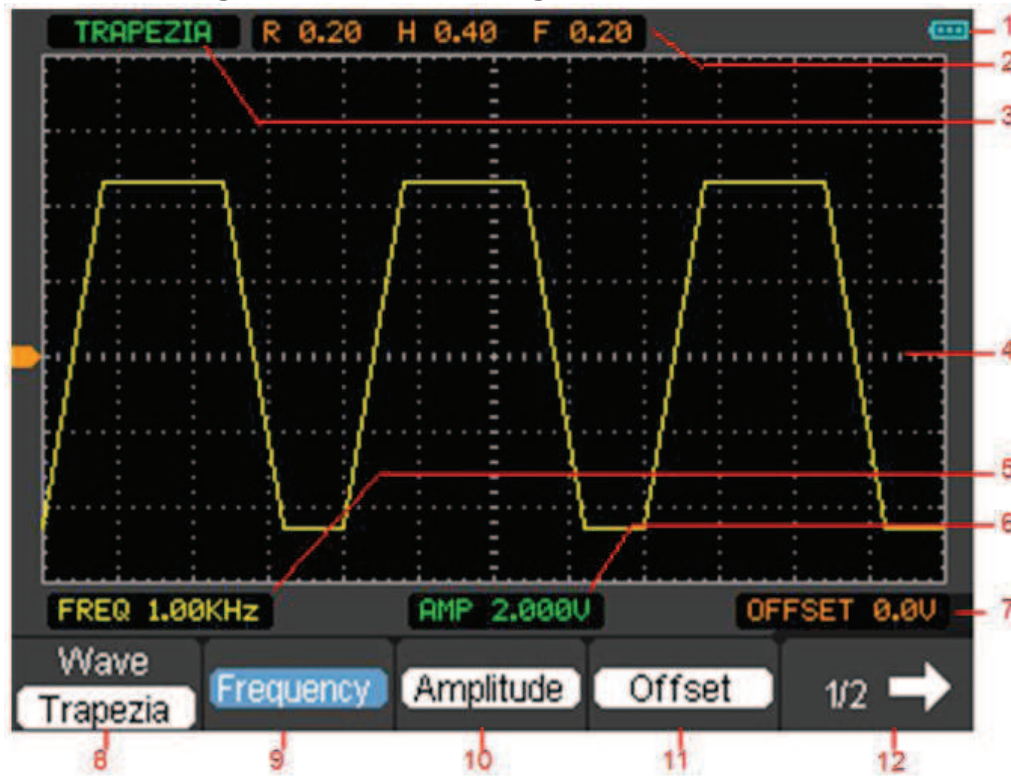 TRAPEZIA R 0.20 H 0.40 F 0.20 1
2
3
4
5
6
FREQ 1.00KHz AMP 2.000V OFFSET 0.0V 7
Wave
Trapezia Frequency Amplitude Offset 1/2
8 9 10 11 12